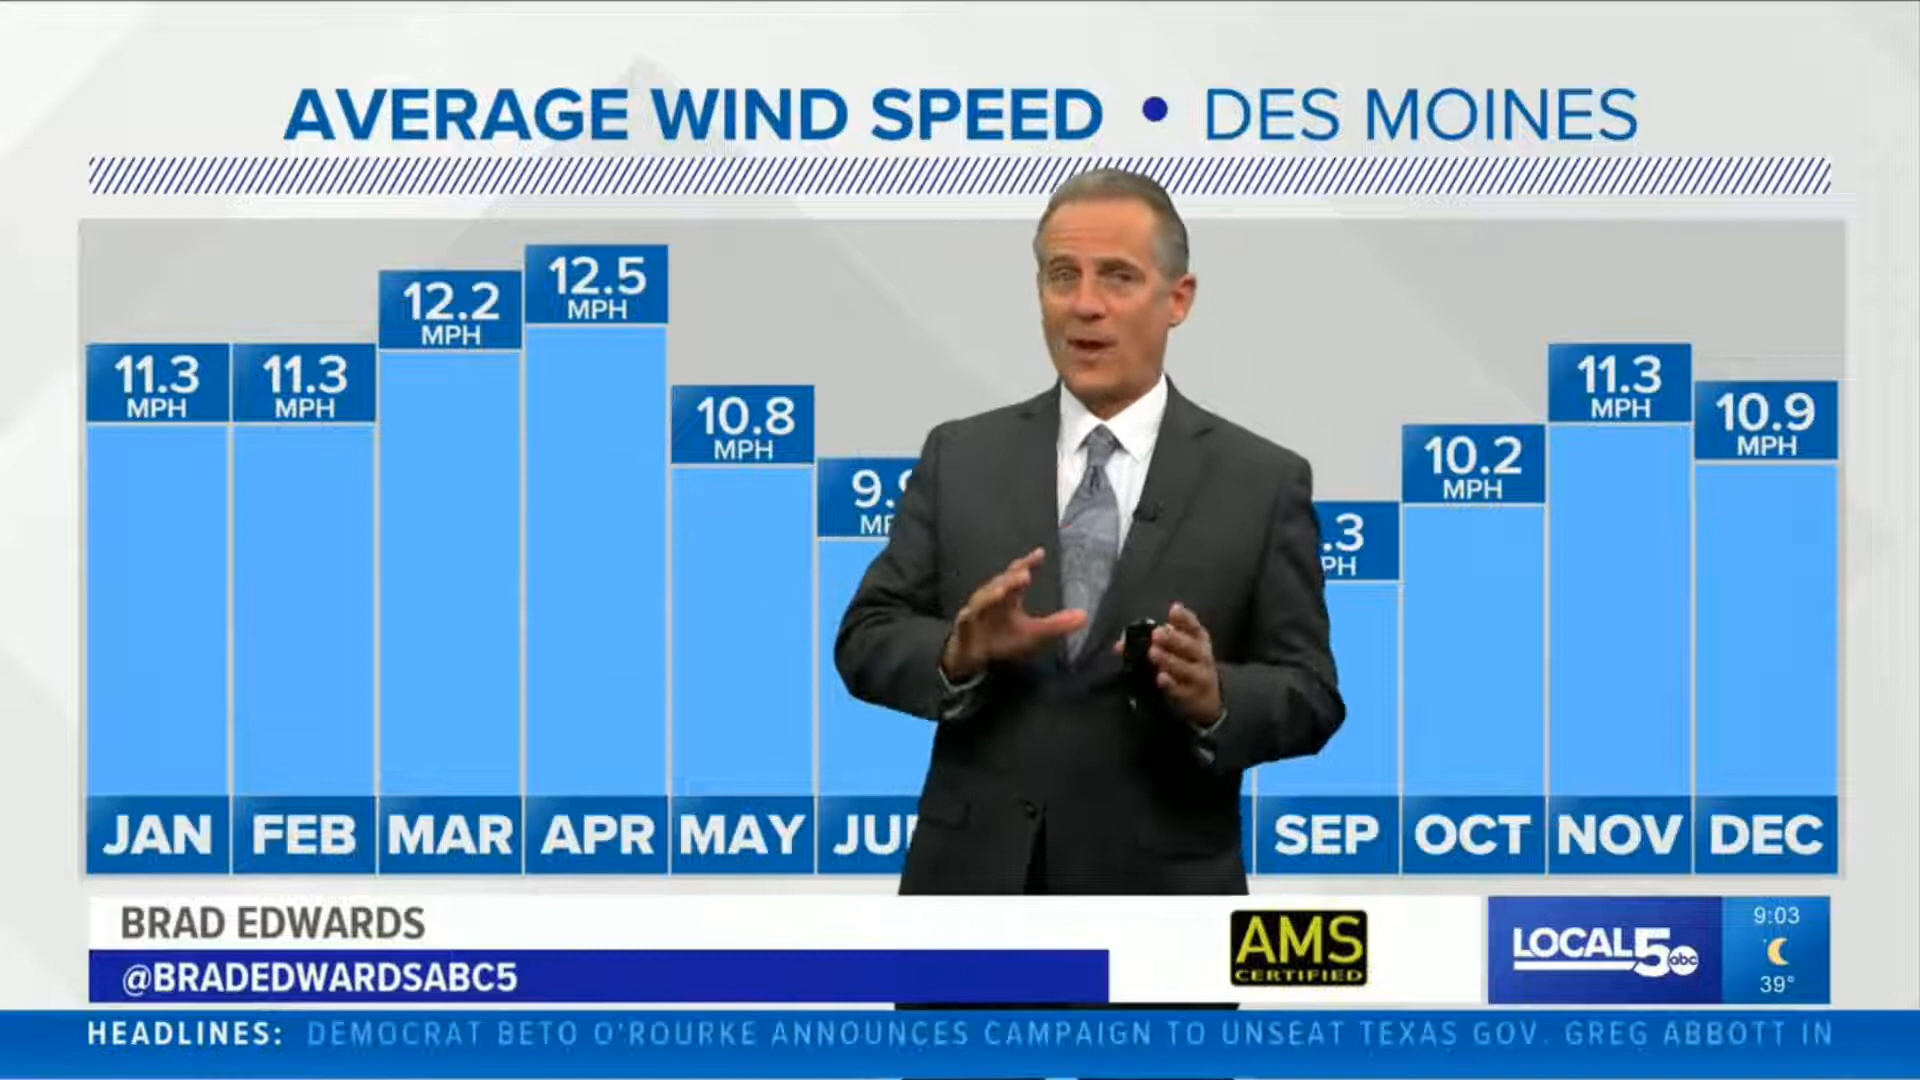 AVERAGE WIND SPEED • DES MOINES
11.3 MPH
11.3 MPH
12.2 MPH
12.5 MPH
10.8 MPH
10.2 MPH
11.3 MPH
10.9 MPH
JAN FEB MAR APR MAY SEP OCT NOV DEC
BRAD EDWARDS
@BRADEDWARDSABC5
AMS
CERTIFIED
LOCAL 5 abc
9:03
39°
HEADLINES: DEMOCRAT BETO O'ROURKE ANNOUNCES CAMPAIGN TO UNSEAT TEXAS GOV. GREG ABBOTT IN